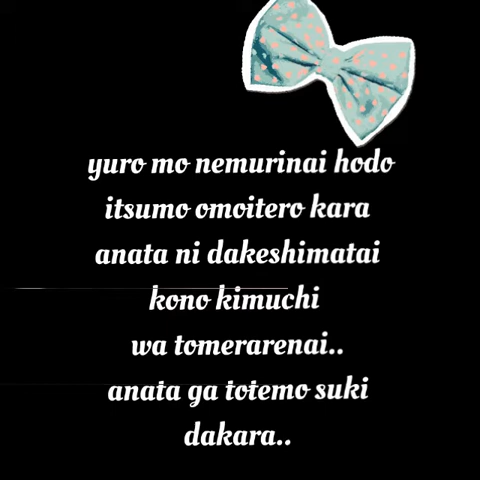 yuro mo nemurinai hodo
itsumo omoitero kara
anata ni dakeshimatai
kono kimuchi
wa tomerarenai..
anata ga totemo suki
dakara..